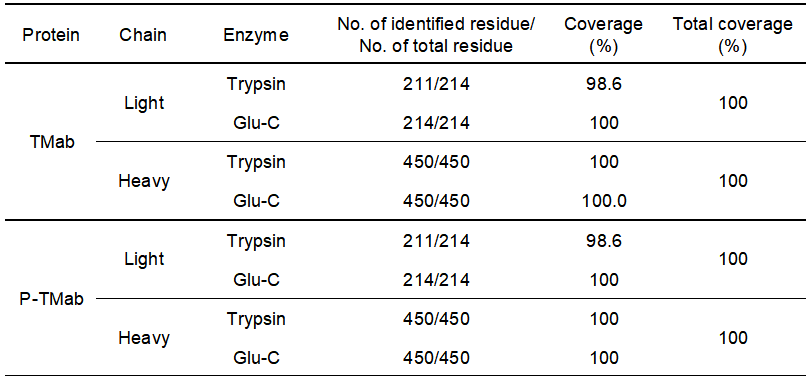 Protein Chain Enzyme No. of identified residue/ Coverage Total coverage
No. of total residue (%) (%)
TMab Light Trypsin 211/214 98.6 100
Glu-C 214/214 100
Heavy Trypsin 450/450 100 100
Glu-C 450/450 100.0
P-TMab Light Trypsin 211/214 98.6 100
Glu-C 214/214 100
Heavy Trypsin 450/450 100 100
Glu-C 450/450 100